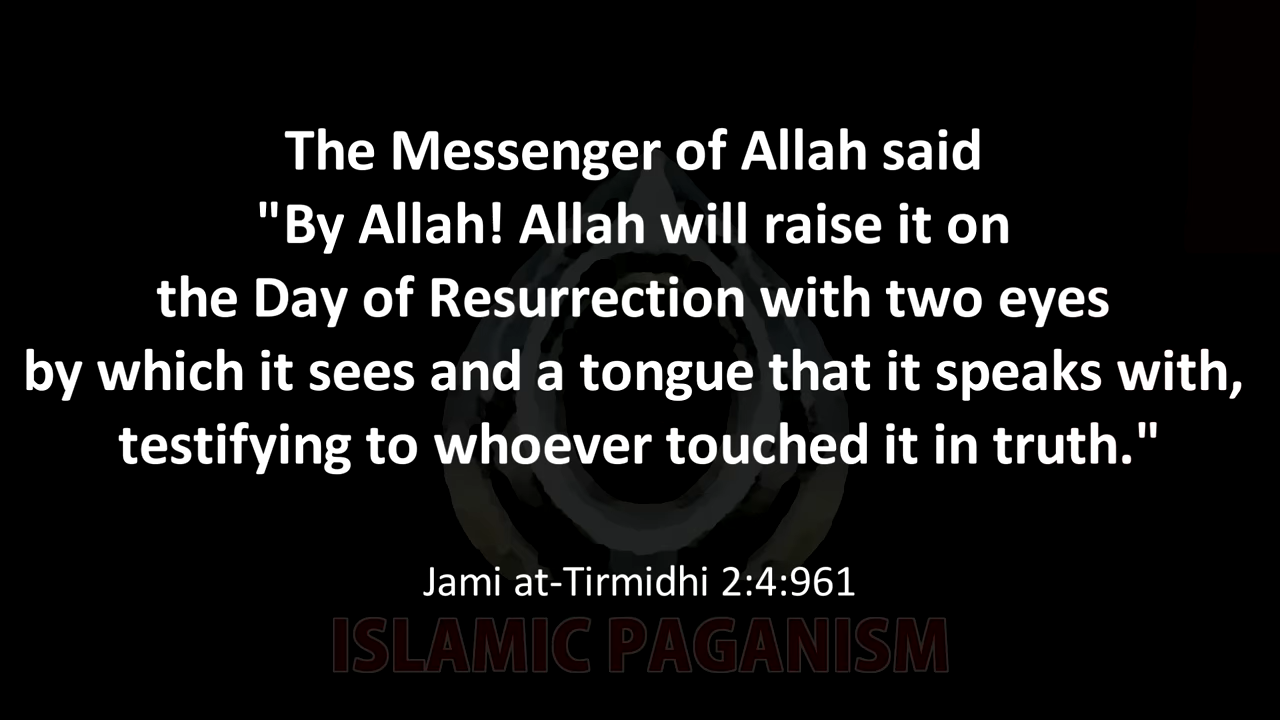 The Messenger of Allah said
"By Allah! Allah will raise it on
the Day of Resurrection with two eyes
by which it sees and a tongue that it speaks with,
testifying to whoever touched it in truth."
Jami at-Tirmidhi 2:4:961
ISLAMIC PAGANISM